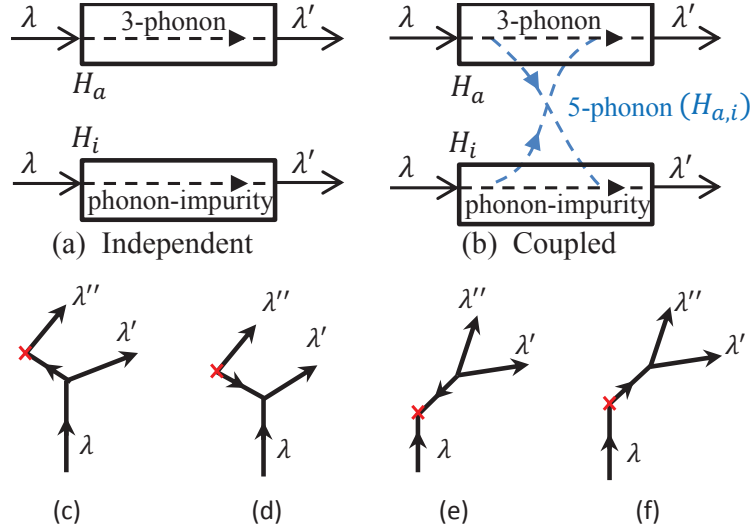 λ 3-phonon λ′
H_a
H_i
λ λ′
phonon-impurity
(a) Independent
λ 3-phonon λ′
H_a
5-phonon (H_{a,i})
H_i
λ λ′
phonon-impurity
(b) Coupled
λ′′
λ′
λ
(c)
λ′′
λ′
λ
(d)
λ′′
λ′
λ
(e)
λ′′
λ′
λ
(f)